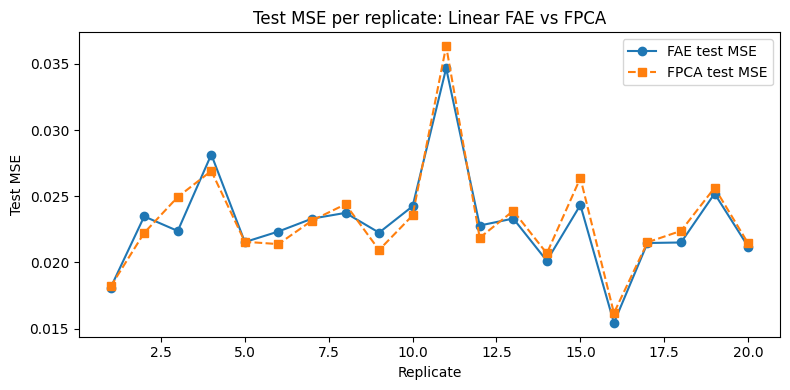 Test MSE per replicate: Linear FAE vs FPCA
FAE test MSE
FPCA test MSE
Test MSE
0.035
0.030
0.025
0.020
0.015
2.5 5.0 7.5 10.0 12.5 15.0 17.5 20.0
Replicate